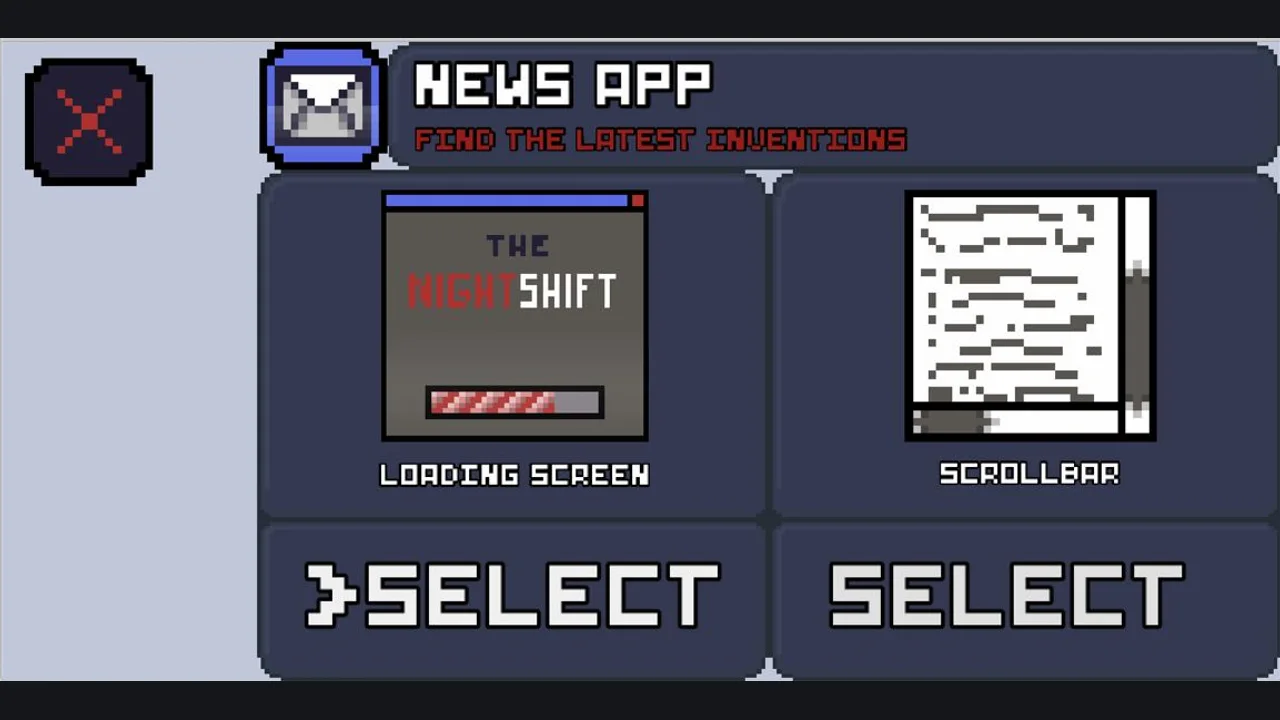 NEWS APP
FIND THE LATEST INVENTIONS
THE
NIGHTSHIFT
LOADING SCREEN
SCROLLBAR
>SELECT
SELECT